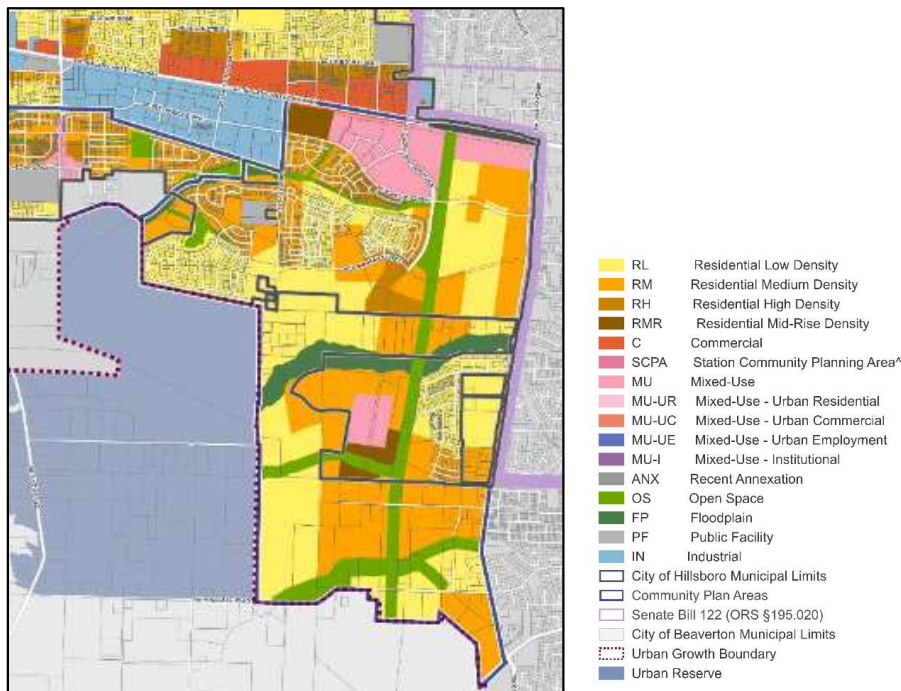 RL Residential Low Density
RM Residential Medium Density
RH Residential High Density
RMR Residential Mid-Rise Density
C Commercial
SCPA Station Community Planning Area^
MU Mixed-Use
MU-UR Mixed-Use - Urban Residential
MU-UC Mixed-Use - Urban Commercial
MU-UE Mixed-Use - Urban Employment
MU-I Mixed-Use - Institutional
ANX Recent Annexation
OS Open Space
FP Floodplain
PF Public Facility
IN Industrial
City of Hillsboro Municipal Limits
Community Plan Areas
Senate Bill 122 (ORS §195.020)
City of Beaverton Municipal Limits
Urban Growth Boundary
Urban Reserve